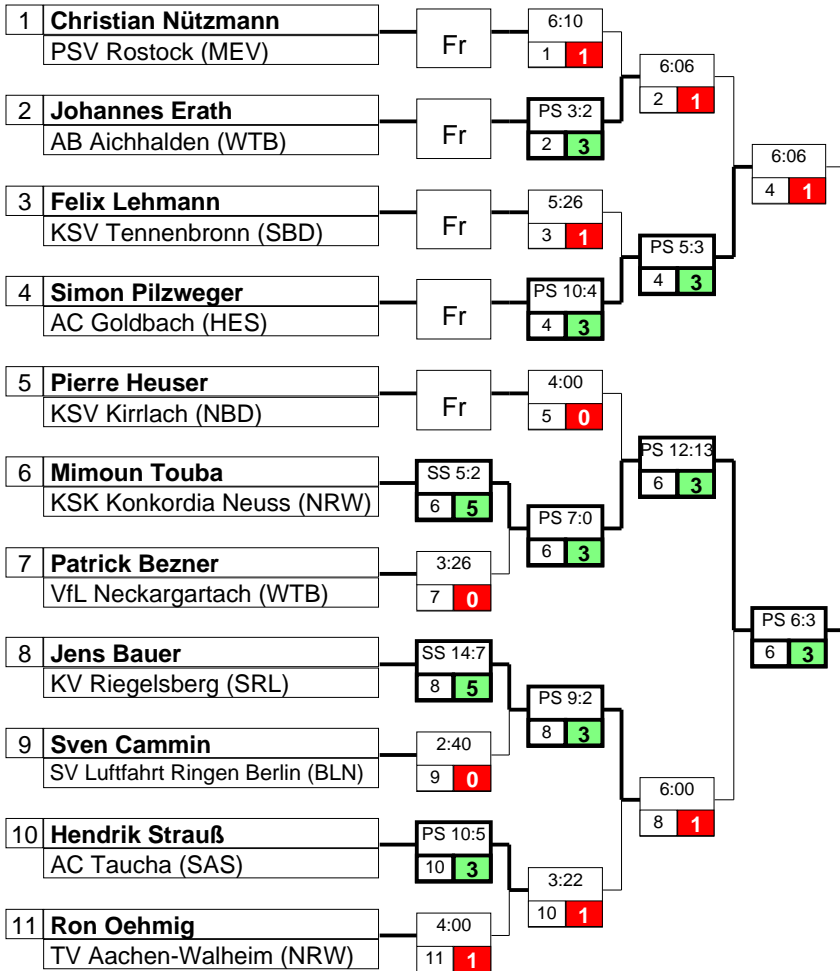 1 Christian Nützmann
PSV Rostock (MEV)
Fr
6:10
1 1
6:06
2 1
2 Johannes Erath
AB Aichhalden (WTB)
Fr
PS 3:2
2 3
6:06
4 1
3 Felix Lehmann
KSV Tennenbronn (SBD)
Fr
5:26
3 1
PS 5:3
4 3
4 Simon Pilzweger
AC Goldbach (HES)
Fr
PS 10:4
4 3
5 Pierre Heuser
KSV Kirrlach (NBD)
Fr
4:00
5 0
PS 12:13
6 3
6 Mimoun Touba
KSK Konkordia Neuss (NRW)
SS 5:2
6 5
PS 7:0
6 3
7 Patrick Bezner
VfL Neckargartach (WTB)
3:26
7 0
PS 6:3
6 3
8 Jens Bauer
KV Riegelsberg (SRL)
SS 14:7
8 5
PS 9:2
8 3
9 Sven Cammin
SV Luftfahrt Ringen Berlin (BLN)
2:40
9 0
6:00
8 1
10 Hendrik Strauß
AC Taucha (SAS)
PS 10:5
10 3
3:22
10 1
11 Ron Oehmig
TV Aachen-Walheim (NRW)
4:00
11 1